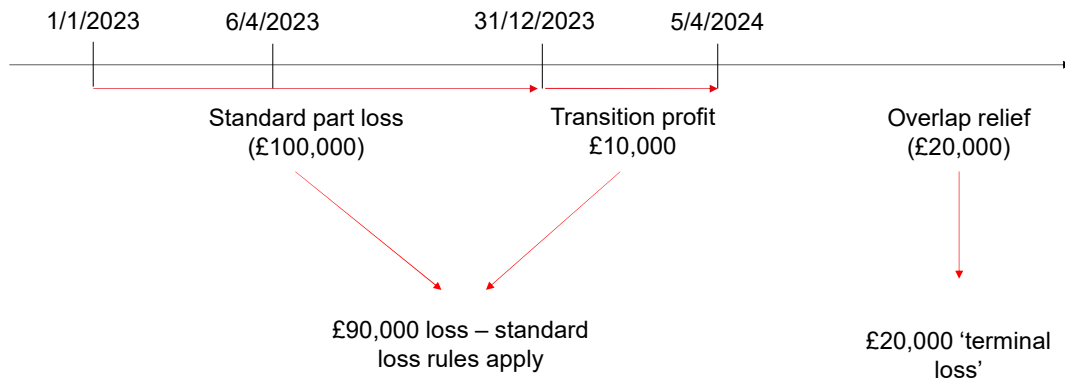 1/1/2023
6/4/2023
31/12/2023
5/4/2024
Standard part loss
(£100,000)
Transition profit
£10,000
Overlap relief
(£20,000)
£90,000 loss – standard
loss rules apply
£20,000 ‘terminal
loss’